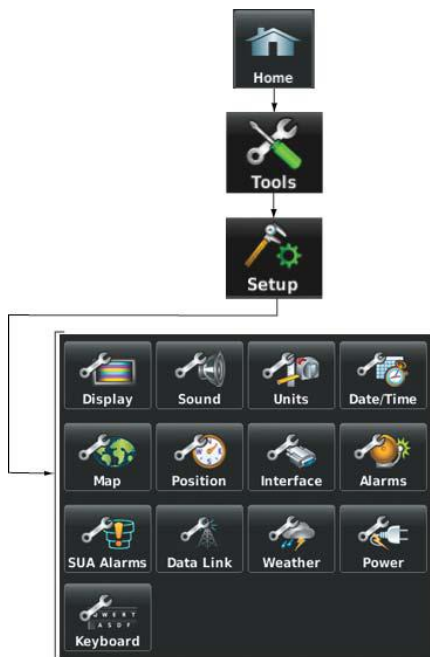 Home
Tools
Setup
Display Sound Units Date/Time
Map Position Interface Alarms
SUA Alarms Data Link Weather Power
Keyboard